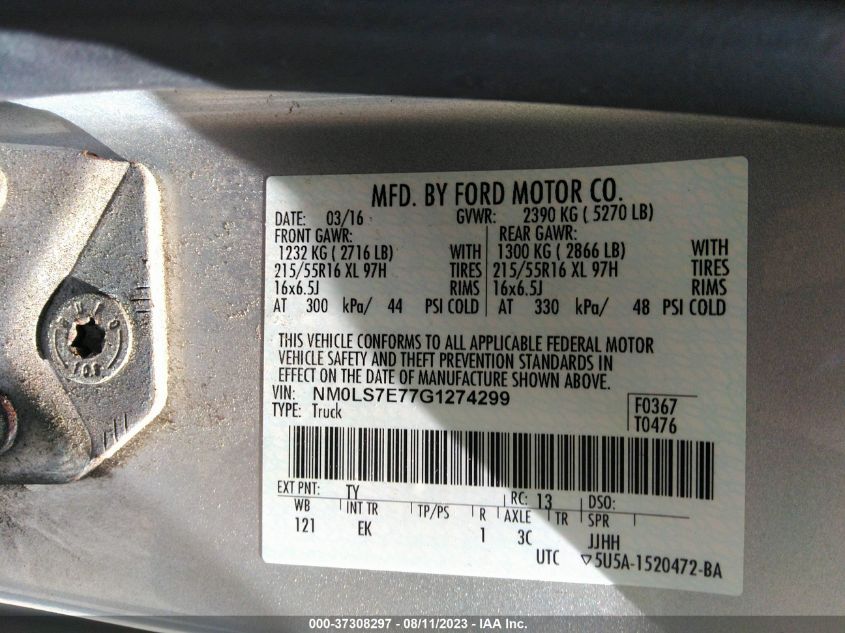 MFD. BY FORD MOTOR CO.
DATE: 03/16 GVWR: 2390 KG ( 5270 LB)
FRONT GAWR: REAR GAWR:
1232 KG ( 2716 LB) WITH 1300 KG ( 2866 LB) WITH
215/55R16 XL 97H TIRES 215/55R16 XL 97H TIRES
16x6.5J RIMS 16x6.5J RIMS
AT 300 kPa/ 44 PSI COLD AT 330 kPa/ 48 PSI COLD
THIS VEHICLE CONFORMS TO ALL APPLICABLE FEDERAL MOTOR
VEHICLE SAFETY AND THEFT PREVENTION STANDARDS IN
EFFECT ON THE DATE OF MANUFACTURE SHOWN ABOVE.
VIN: NM0LS7E77G1274299
TYPE: Truck
F0367
T0476
EXT PNT: TY RC: 13 DSO:
WB INT TR TP/PS R AXLE TR SPR
121 EK 1 3C JJHH
UTC ▽5U5A-1520472-BA
000-37308297 - 08/11/2023 - IAA Inc.